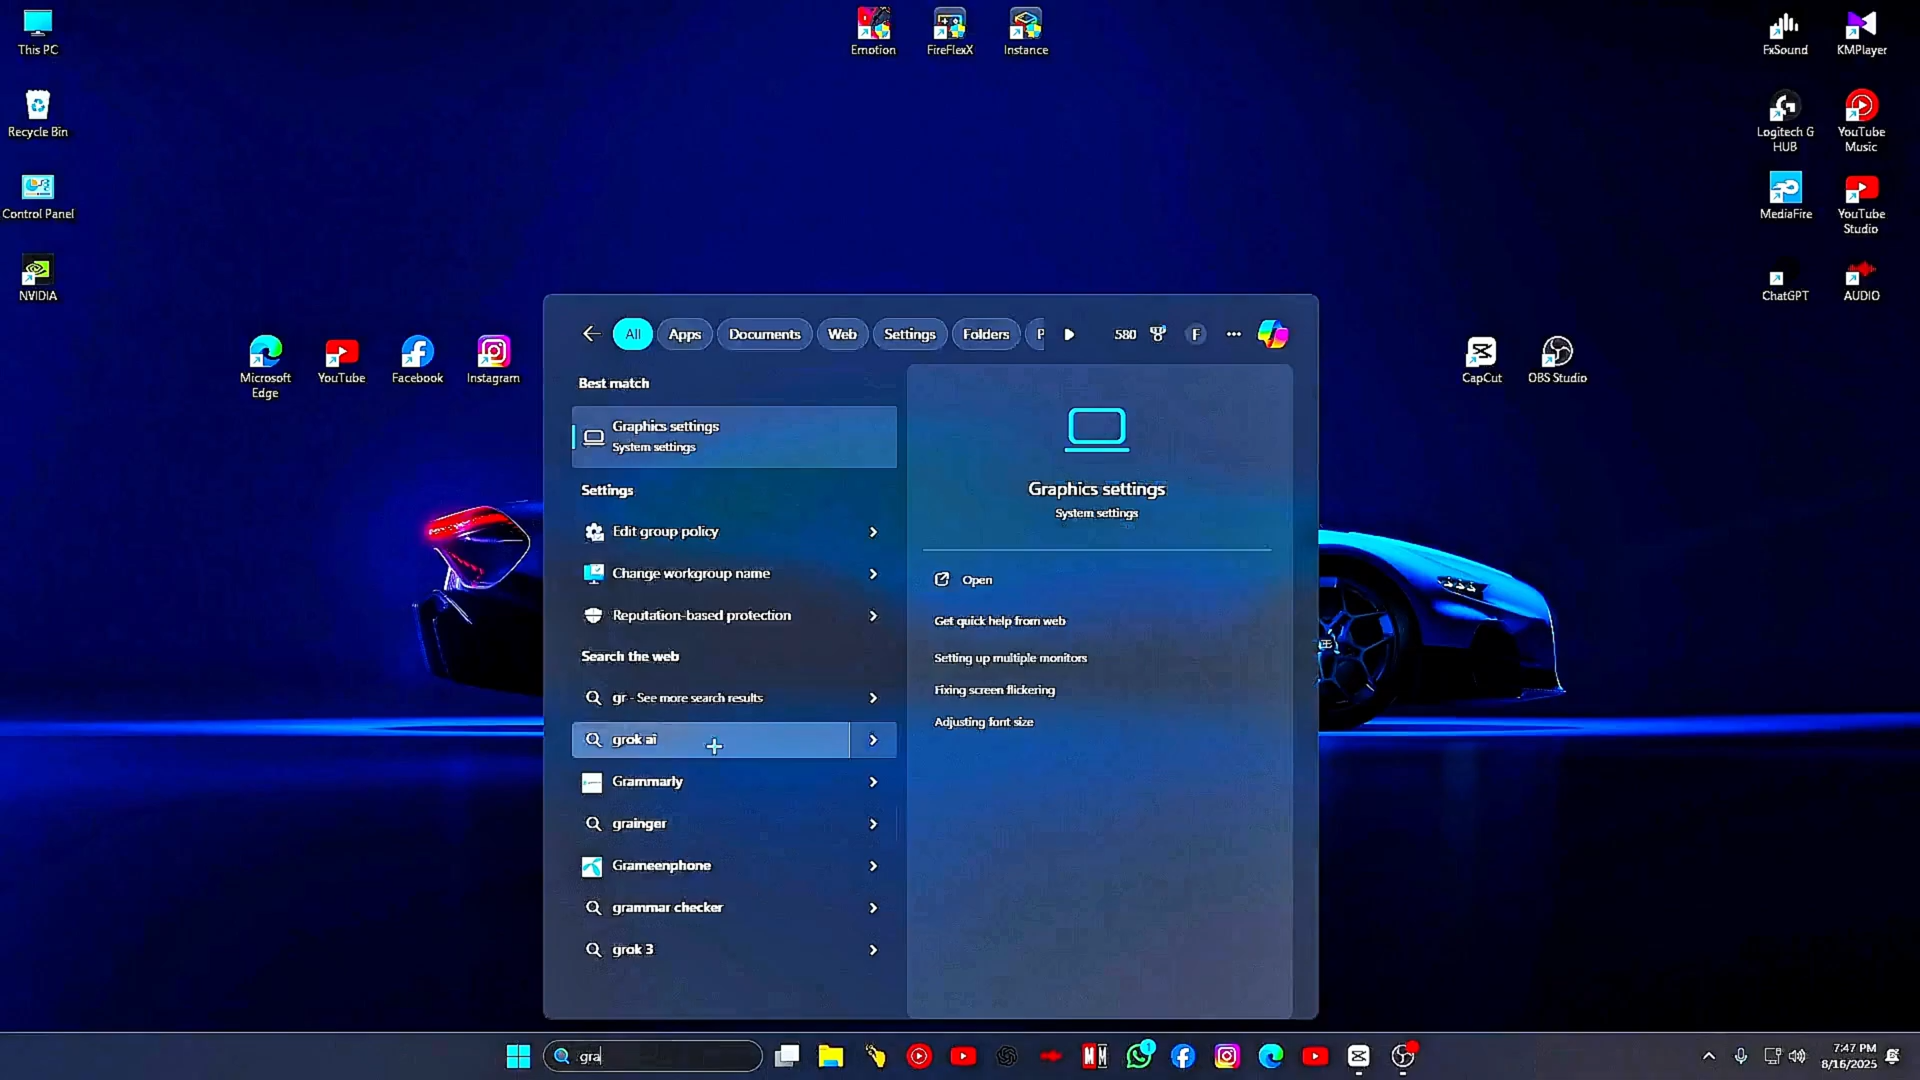 This PC
Recycle Bin
Control Panel
NVIDIA
Microsoft
Edge
YouTube
Facebook
Instagram
Emotion
FireFlexX
Instance
FxSound
KMPlayer
Logitech G
HUB
YouTube
Music
MediaFire
YouTube
Studio
ChatGPT
AUDIO
CapCut
OBS Studio
All Apps Documents Web Settings Folders P 580 F
Best match
Graphics settings
System settings
Settings
Edit group policy
Change workgroup name
Reputation-based protection
Search the web
gr - See more search results
grok ai
Grammarly
grainger
Grameenphone
grammar checker
grok 3
Graphics settings
System settings
Open
Get quick help from web
Setting up multiple monitors
Fixing screen flickering
Adjusting font size
gra
1
7:47 PM
8/16/2025